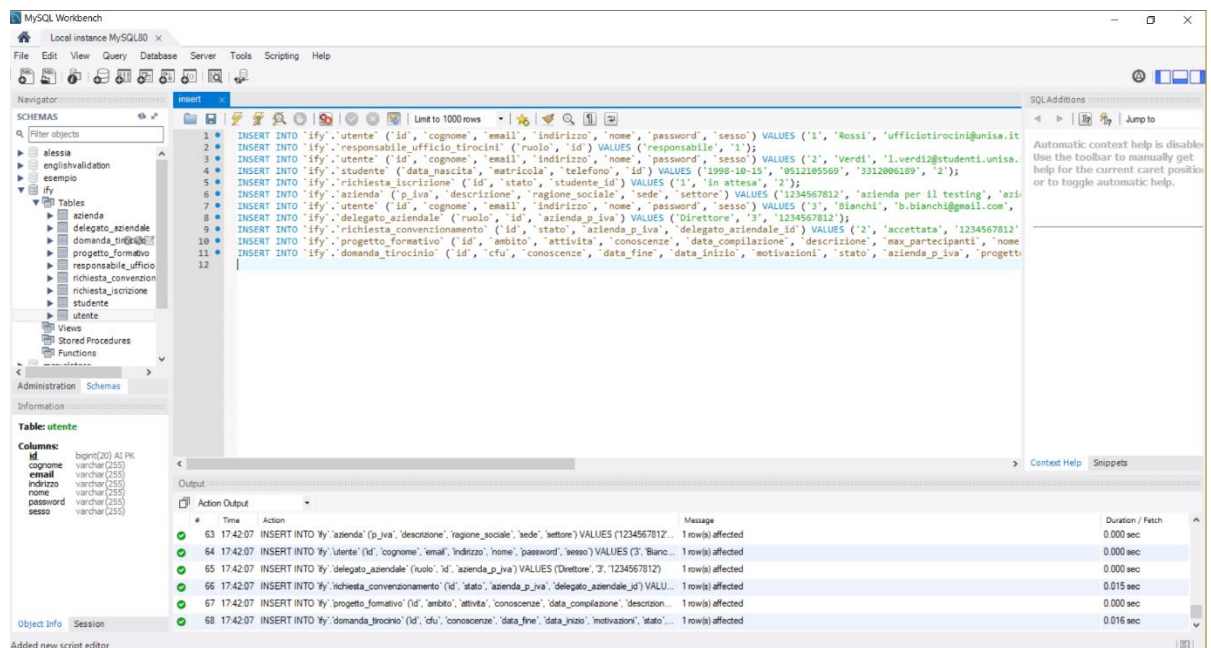 MySQL Workbench
Local instance MySQL80 ×
File Edit View Query Database Server Tools Scripting Help
Navigator
SCHEMAS
Filter objects
alessia
englishvalidation
esempio
ify
Tables
azienda
delegato_aziendale
progetto_formativo
responsabile_ufficio
richiesta_convenzion
richiesta_iscrizione
studente
utente
Views
Stored Procedures
Functions
Administration Schemas
Information
Table: utente
Columns:
id bigint(20) AI PK
cognome varchar(255)
email varchar(255)
indirizzo varchar(255)
nome varchar(255)
password varchar(255)
sesso varchar(255)
Object Info Session
Added new script editor
insert ×
Limit to 1000 rows
1 INSERT INTO `ify`.`utente` (`id`, `cognome`, `email`, `indirizzo`, `nome`, `password`, `sesso`) VALUES ('1', 'Rossi', 'ufficiotirocini@unisa.it
2 INSERT INTO `ify`.`responsabile_ufficio_tirocini` (`ruolo`, `id`) VALUES ('responsabile', '1');
3 INSERT INTO `ify`.`utente` (`id`, `cognome`, `email`, `indirizzo`, `nome`, `password`, `sesso`) VALUES ('2', 'Verdi', 'l.verdi2@studenti.unisa.
4 INSERT INTO `ify`.`studente` (`data_nascita`, `matricola`, `telefono`, `id`) VALUES ('1998-10-15', '0512105569', '3312006189', '2');
5 INSERT INTO `ify`.`richiesta_iscrizione` (`id`, `stato`, `studente_id`) VALUES ('1', 'in attesa', '2');
6 INSERT INTO `ify`.`azienda` (`p_iva`, `descrizione`, `ragione_sociale`, `sede`, `settore`) VALUES ('1234567812', 'azienda per il testing', 'azi
7 INSERT INTO `ify`.`utente` (`id`, `cognome`, `email`, `indirizzo`, `nome`, `password`, `sesso`) VALUES ('3', 'Bianchi', 'b.bianchi@gmail.com',
8 INSERT INTO `ify`.`delegato_aziendale` (`ruolo`, `id`, `azienda_p_iva`) VALUES ('Direttore', '3', '1234567812');
9 INSERT INTO `ify`.`richiesta_convenzionamento` (`id`, `stato`, `azienda_p_iva`, `delegato_aziendale_id`) VALUES ('2', 'accettata', '1234567812'
10 INSERT INTO `ify`.`progetto_formativo` (`id`, `ambito`, `attivita`, `conoscenze`, `data_compilazione`, `descrizione`, `max_partecipanti`, `nome
11 INSERT INTO `ify`.`domanda_tirocinio` (`id`, `cfu`, `conoscenze`, `data_fine`, `data_inizio`, `motivazioni`, `stato`, `azienda_p_iva`, `progett
12
SQLAdditions
Jump to
Automatic context help is disable
Use the toolbar to manually get
help for the current caret positio
or to toggle automatic help.
Context Help Snippets
Output
Action Output
# Time Action Message Duration / Fetch
63 17:42:07 INSERT INTO `ify`.`azienda` (`p_iva`, `descrizione`, `ragione_sociale`, `sede`, `settore`) VALUES ('1234567812'... 1 row(s) affected 0.000 sec
64 17:42:07 INSERT INTO `ify`.`utente` (`id`, `cognome`, `email`, `indirizzo`, `nome`, `password`, `sesso`) VALUES ('3', 'Bianc... 1 row(s) affected 0.000 sec
65 17:42:07 INSERT INTO `ify`.`delegato_aziendale` (`ruolo`, `id`, `azienda_p_iva`) VALUES ('Direttore', '3', '1234567812') 1 row(s) affected 0.000 sec
66 17:42:07 INSERT INTO `ify`.`richiesta_convenzionamento` (`id`, `stato`, `azienda_p_iva`, `delegato_aziendale_id`) VALU... 1 row(s) affected 0.015 sec
67 17:42:07 INSERT INTO `ify`.`progetto_formativo` (`id`, `ambito`, `attivita`, `conoscenze`, `data_compilazione`, `descrizion... 1 row(s) affected 0.000 sec
68 17:42:07 INSERT INTO `ify`.`domanda_tirocinio` (`id`, `cfu`, `conoscenze`, `data_fine`, `data_inizio`, `motivazioni`, `stato`,... 1 row(s) affected 0.016 sec